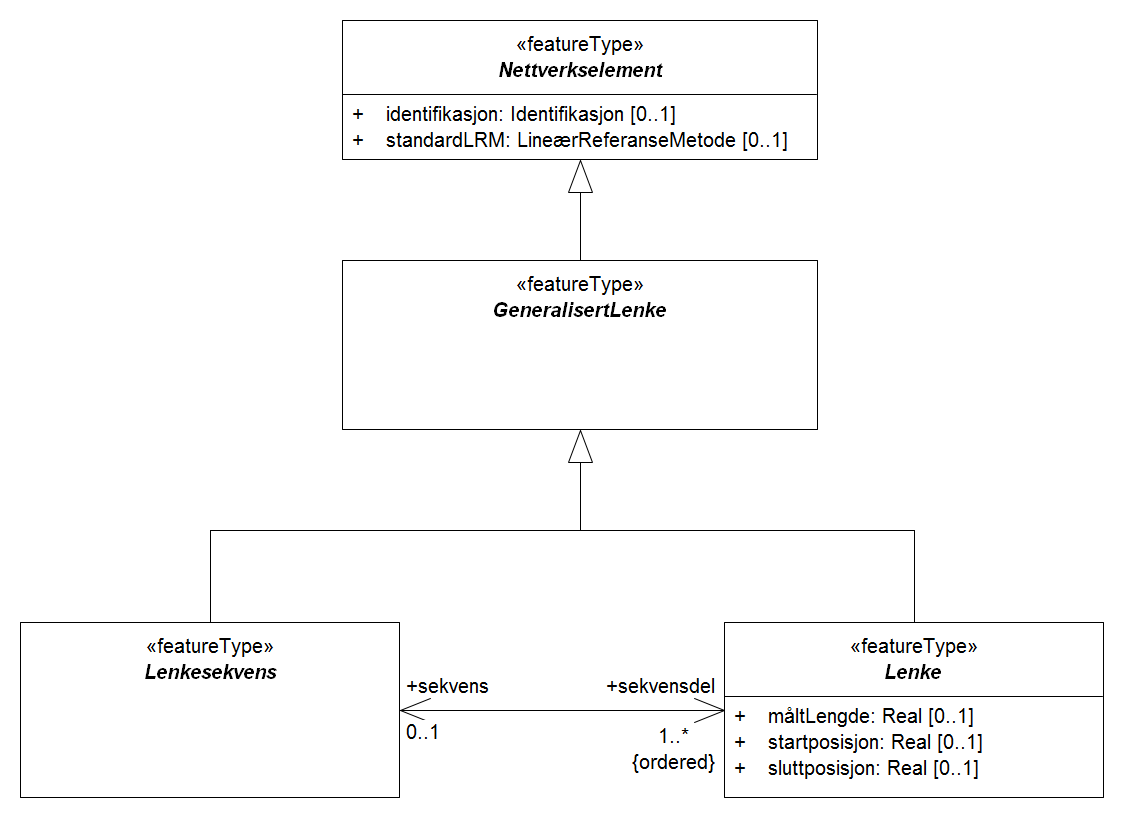 «featureType»
Nettverkselement
+ identifikasjon: Identifikasjon [0..1]
+ standardLRM: LineærReferanseMetode [0..1]
«featureType»
GeneralisertLenke
«featureType»
Lenkesekvens
+sekvens
0..1
+sekvensdel
1..*
{ordered}
«featureType»
Lenke
+ måltLengde: Real [0..1]
+ startposisjon: Real [0..1]
+ sluttposisjon: Real [0..1]